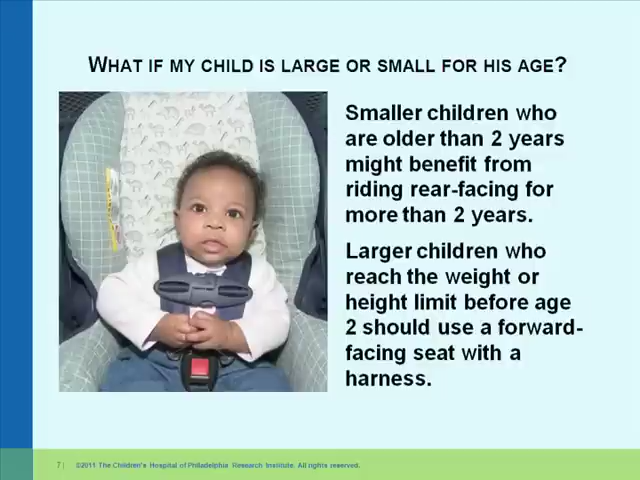 WHAT IF MY CHILD IS LARGE OR SMALL FOR HIS AGE?
Smaller children who
are older than 2 years
might benefit from
riding rear-facing for
more than 2 years.
Larger children who
reach the weight or
height limit before age
2 should use a forward-
facing seat with a
harness.
7 | ©2011 The Children's Hospital of Philadelphia Research Institute. All rights reserved.